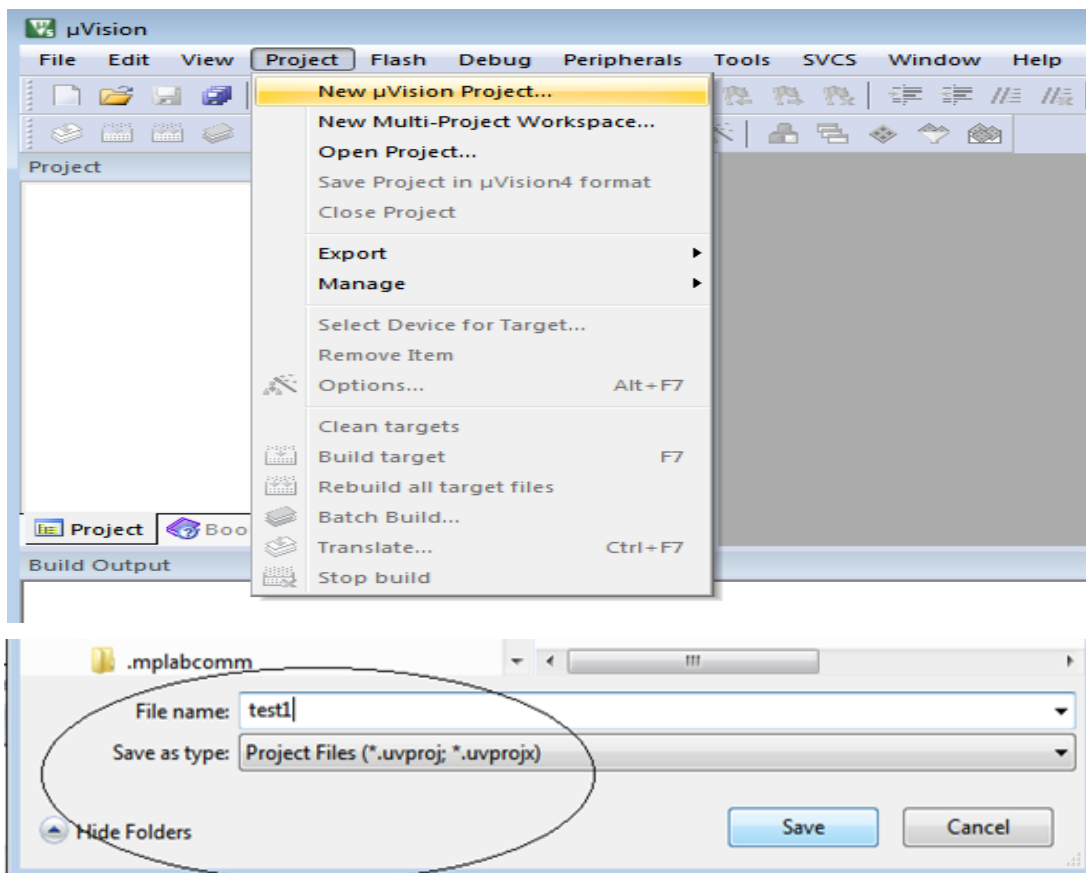 µVision
File Edit View Project Flash Debug Peripherals Tools SVCS Window Help
New µVision Project...
New Multi-Project Workspace...
Open Project...
Project
Save Project in µVision4 format
Close Project
Export
Manage
Select Device for Target...
Remove Item
Options... Alt+F7
Clean targets
Build target F7
Rebuild all target files
Project Boo Batch Build...
Translate... Ctrl+F7
Build Output
Stop build
.mplabcomm
File name: test1
Save as type: Project Files (*.uvproj; *.uvprojx)
Hide Folders Save Cancel